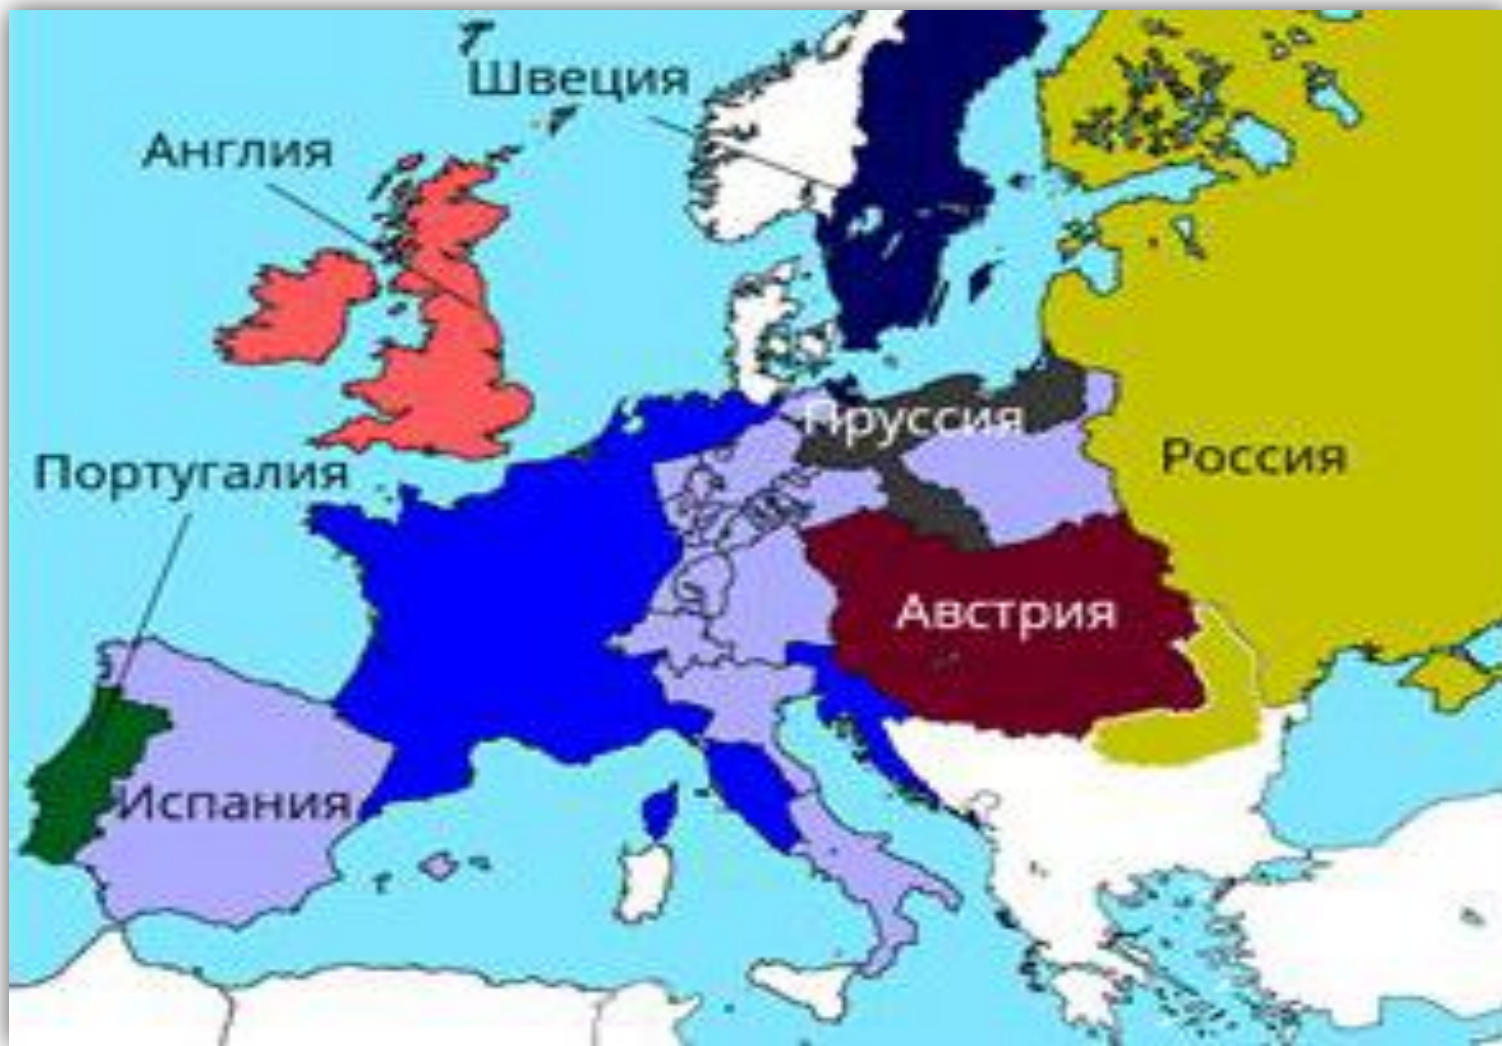 Швеция
Англия
Пруссия
Португалия
Россия
Австрия
Испания